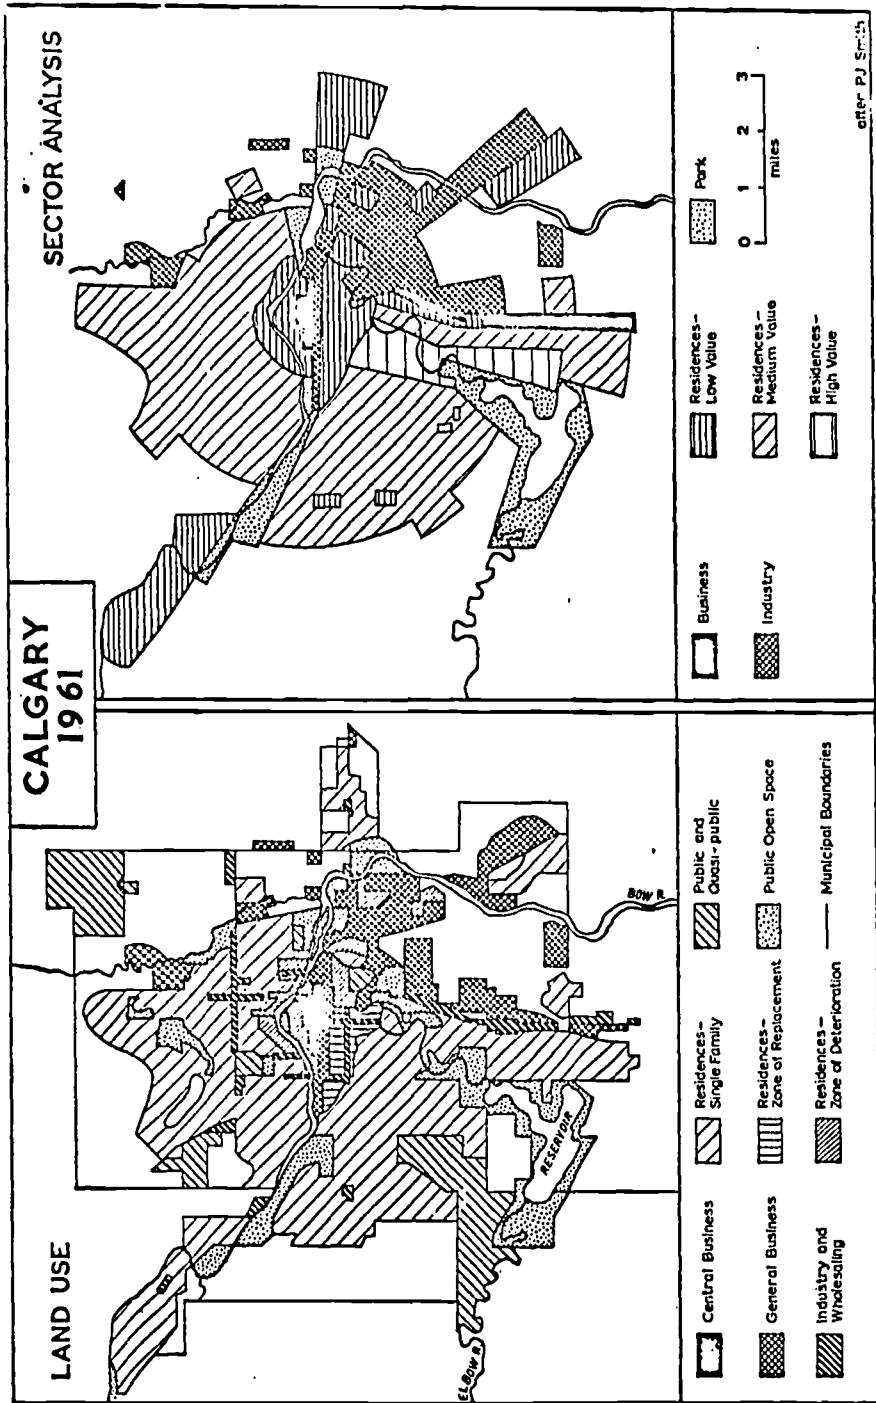 CALGARY
1961
LAND USE
ELBOW R.
RESERVOIR
BOW R.
Central Business
General Business
Industry and
Wholesaling
Residences-
Single Family
Residences-
Zone of Replacement
Residences-
Zone of Deterioration
Public and
Quasi-public
Public Open Space
Municipal Boundaries
SECTOR ANALYSIS
Business
Industry
Residences-
Low Value
Residences-
Medium Value
Residences-
High Value
Park
0 1 2 3
miles
after PJ Smith